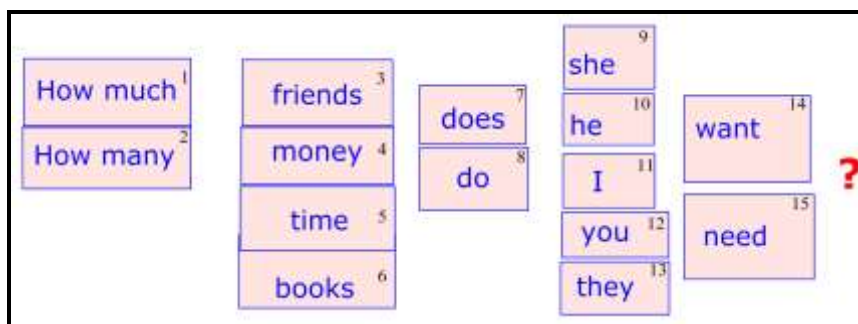 How much 1
How many 2
friends 3
money 4
time 5
books 6
does 7
do 8
she 9
he 10
I 11
you 12
they 13
want 14
need 15
?